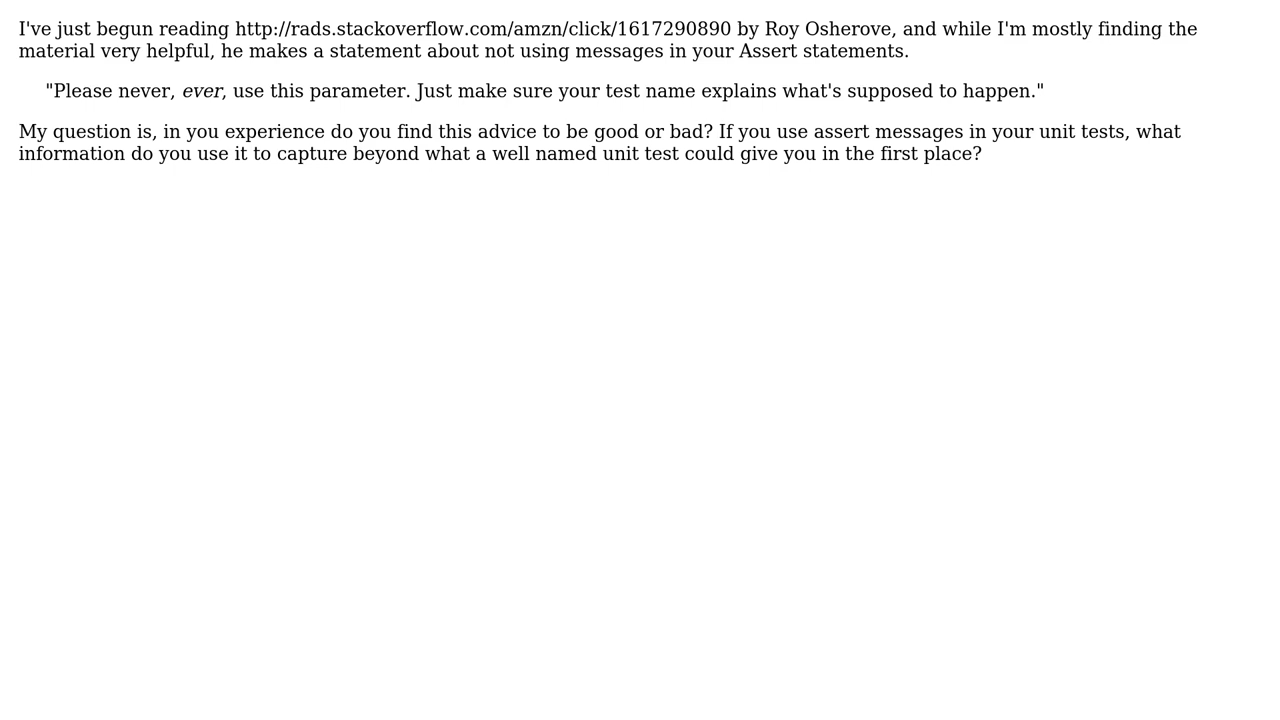 I've just begun reading http://rads.stackoverflow.com/amzn/click/1617290890 by Roy Osherove, and while I'm mostly finding the
material very helpful, he makes a statement about not using messages in your Assert statements.
"Please never, ever, use this parameter. Just make sure your test name explains what's supposed to happen."
My question is, in you experience do you find this advice to be good or bad? If you use assert messages in your unit tests, what
information do you use it to capture beyond what a well named unit test could give you in the first place?